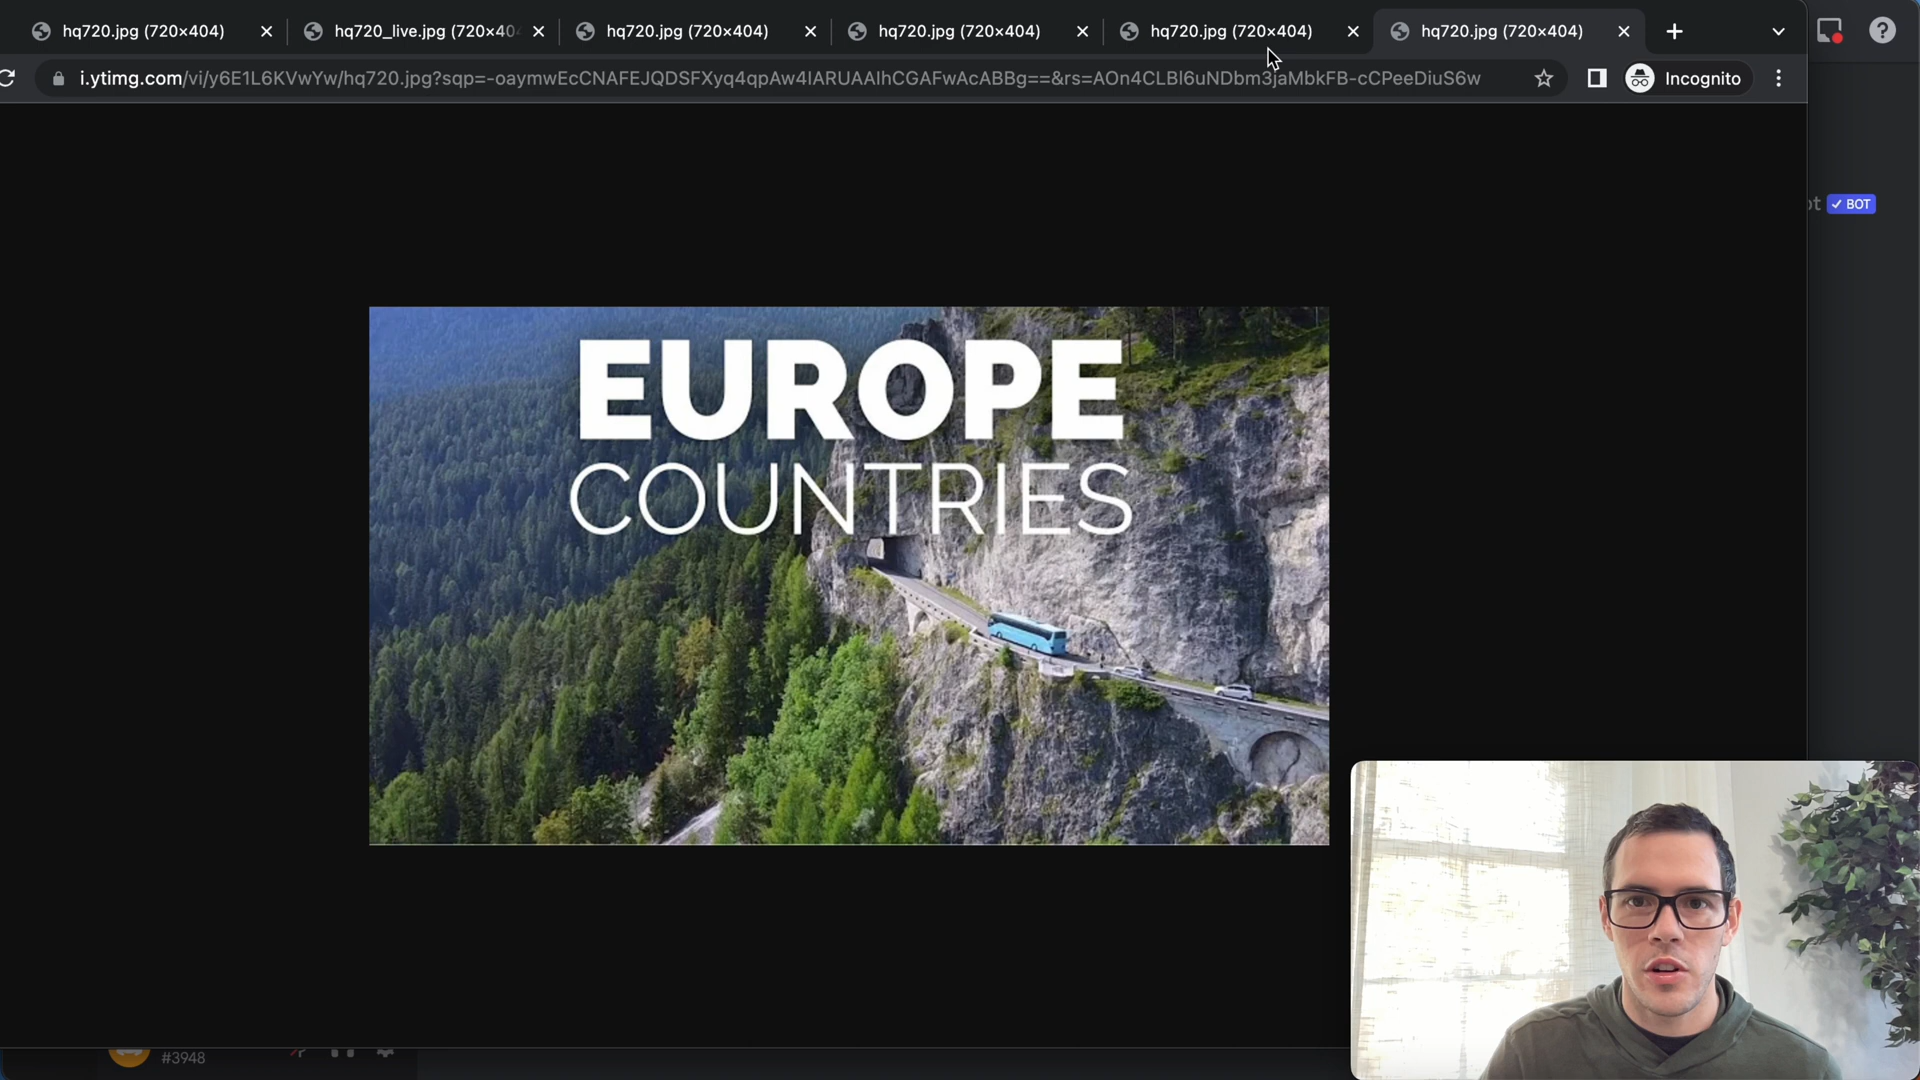 hq720.jpg (720×404)
hq720_live.jpg (720×40
hq720.jpg (720×404)
hq720.jpg (720×404)
hq720.jpg (720×404)
hq720.jpg (720×404)
i.ytimg.com/vi/y6E1L6KVwYw/hq720.jpg?sqp=-oaymwEcCNAFEJQDSFXyq4qpAw4IARUAAIhCGAFwAcABBg==&rs=AOn4CLBl6uNDbm3jaMbkFB-cCPeeDiuS6w
Incognito
ot
BOT
EUROPE
COUNTRIES
#3948